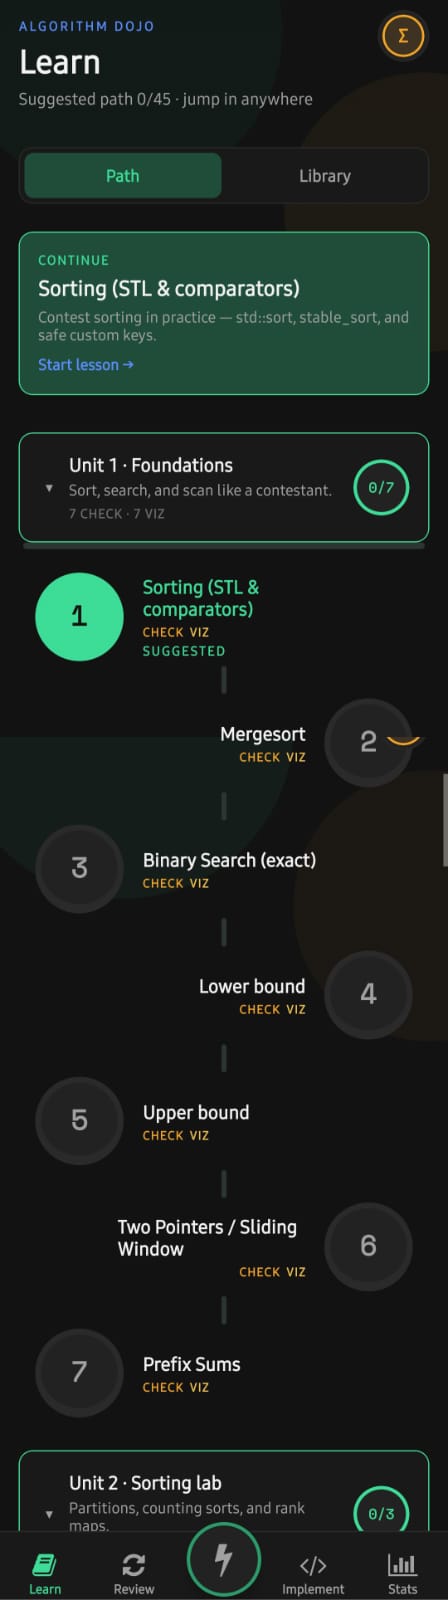 ALGORITHM DOJO
Σ
Learn
Suggested path 0/45 · jump in anywhere
Path
Library
CONTINUE
Sorting (STL & comparators)
Contest sorting in practice — std::sort, stable_sort, and
safe custom keys.
Start lesson →
▼
Unit 1 · Foundations
Sort, search, and scan like a contestant.
7 CHECK · 7 VIZ
0/7
1
Sorting (STL &
comparators)
CHECK VIZ
SUGGESTED
Mergesort
CHECK VIZ
2
3
Binary Search (exact)
CHECK VIZ
Lower bound
CHECK VIZ
4
5
Upper bound
CHECK VIZ
Two Pointers / Sliding
Window
CHECK VIZ
6
7
Prefix Sums
CHECK VIZ
▼
Unit 2 · Sorting lab
Partitions, counting sorts, and rank
maps.
0/3
Learn
Review
</>
Implement
Stats